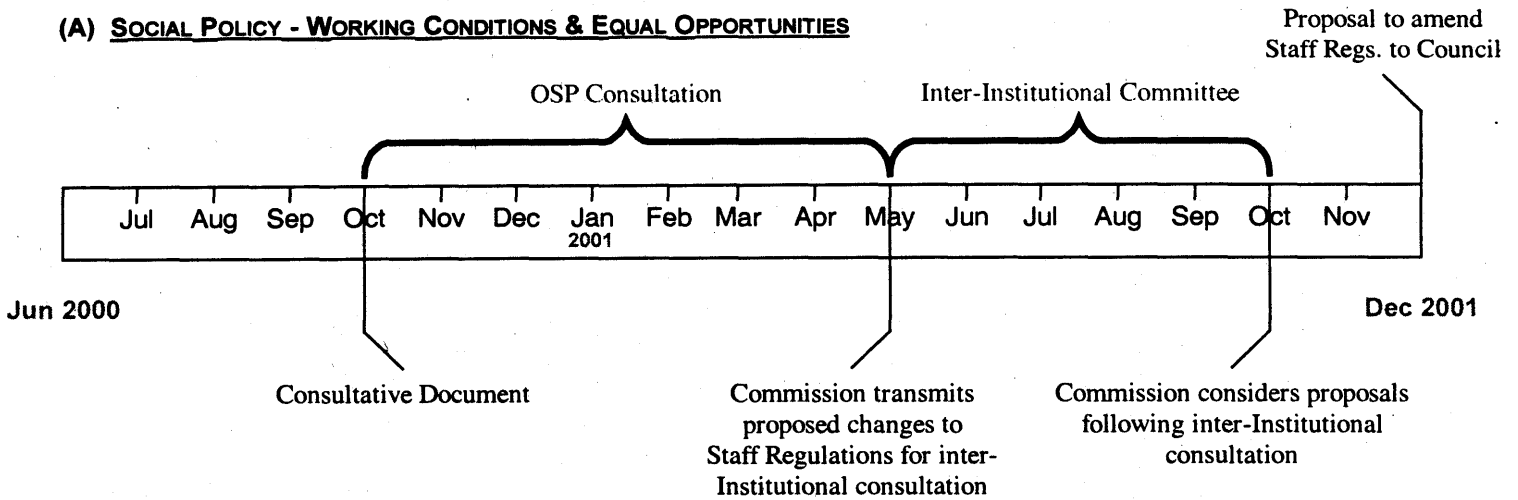 (A) SOCIAL POLICY - WORKING CONDITIONS & EQUAL OPPORTUNITIES
Proposal to amend
Staff Regs. to Council
OSP Consultation
Inter-Institutional Committee
Jul Aug Sep Oct Nov Dec Jan Feb Mar Apr May Jun Jul Aug Sep Oct Nov
2001
Jun 2000
Dec 2001
Consultative Document
Commission transmits
proposed changes to
Staff Regulations for inter-
Institutional consultation
Commission considers proposals
following inter-Institutional
consultation